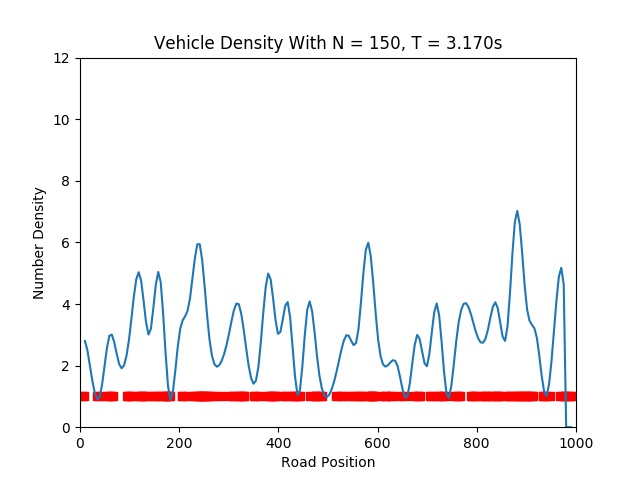 Vehicle Density With N = 150, T = 3.170s
12
10
8
6
4
2
0
Number Density
0 200 400 600 800 1000
Road Position